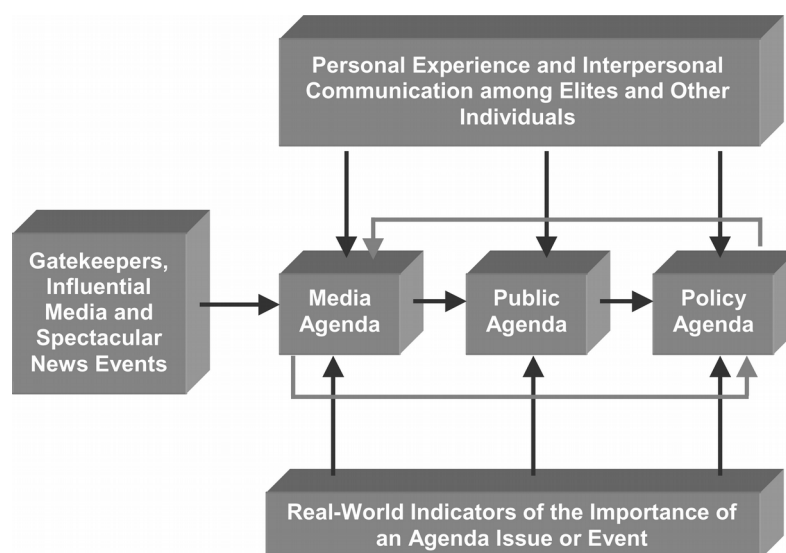 Personal Experience and Interpersonal
Communication among Elites and Other
Individuals
Gatekeepers,
Influential
Media and
Spectacular
News Events
Media
Agenda
Public
Agenda
Policy
Agenda
Real-World Indicators of the Importance of
an Agenda Issue or Event